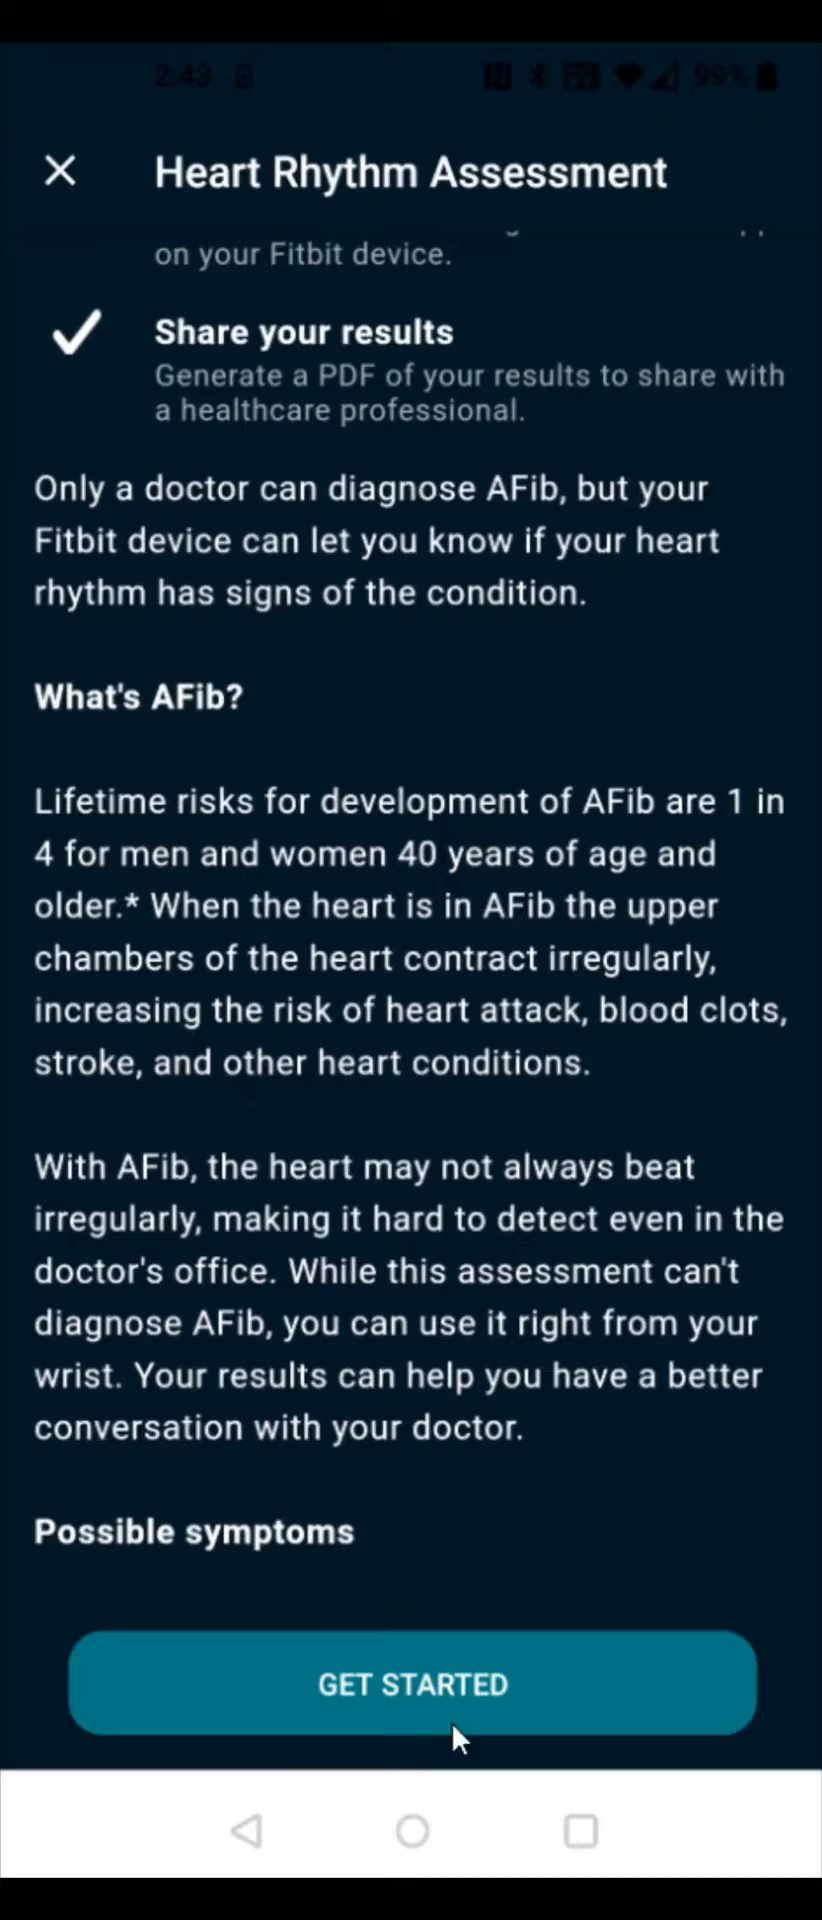 2:43
99%
Heart Rhythm Assessment
on your Fitbit device.
Share your results
Generate a PDF of your results to share with
a healthcare professional.
Only a doctor can diagnose AFib, but your
Fitbit device can let you know if your heart
rhythm has signs of the condition.
What's AFib?
Lifetime risks for development of AFib are 1 in
4 for men and women 40 years of age and
older.* When the heart is in AFib the upper
chambers of the heart contract irregularly,
increasing the risk of heart attack, blood clots,
stroke, and other heart conditions.
With AFib, the heart may not always beat
irregularly, making it hard to detect even in the
doctor's office. While this assessment can't
diagnose AFib, you can use it right from your
wrist. Your results can help you have a better
conversation with your doctor.
Possible symptoms
GET STARTED